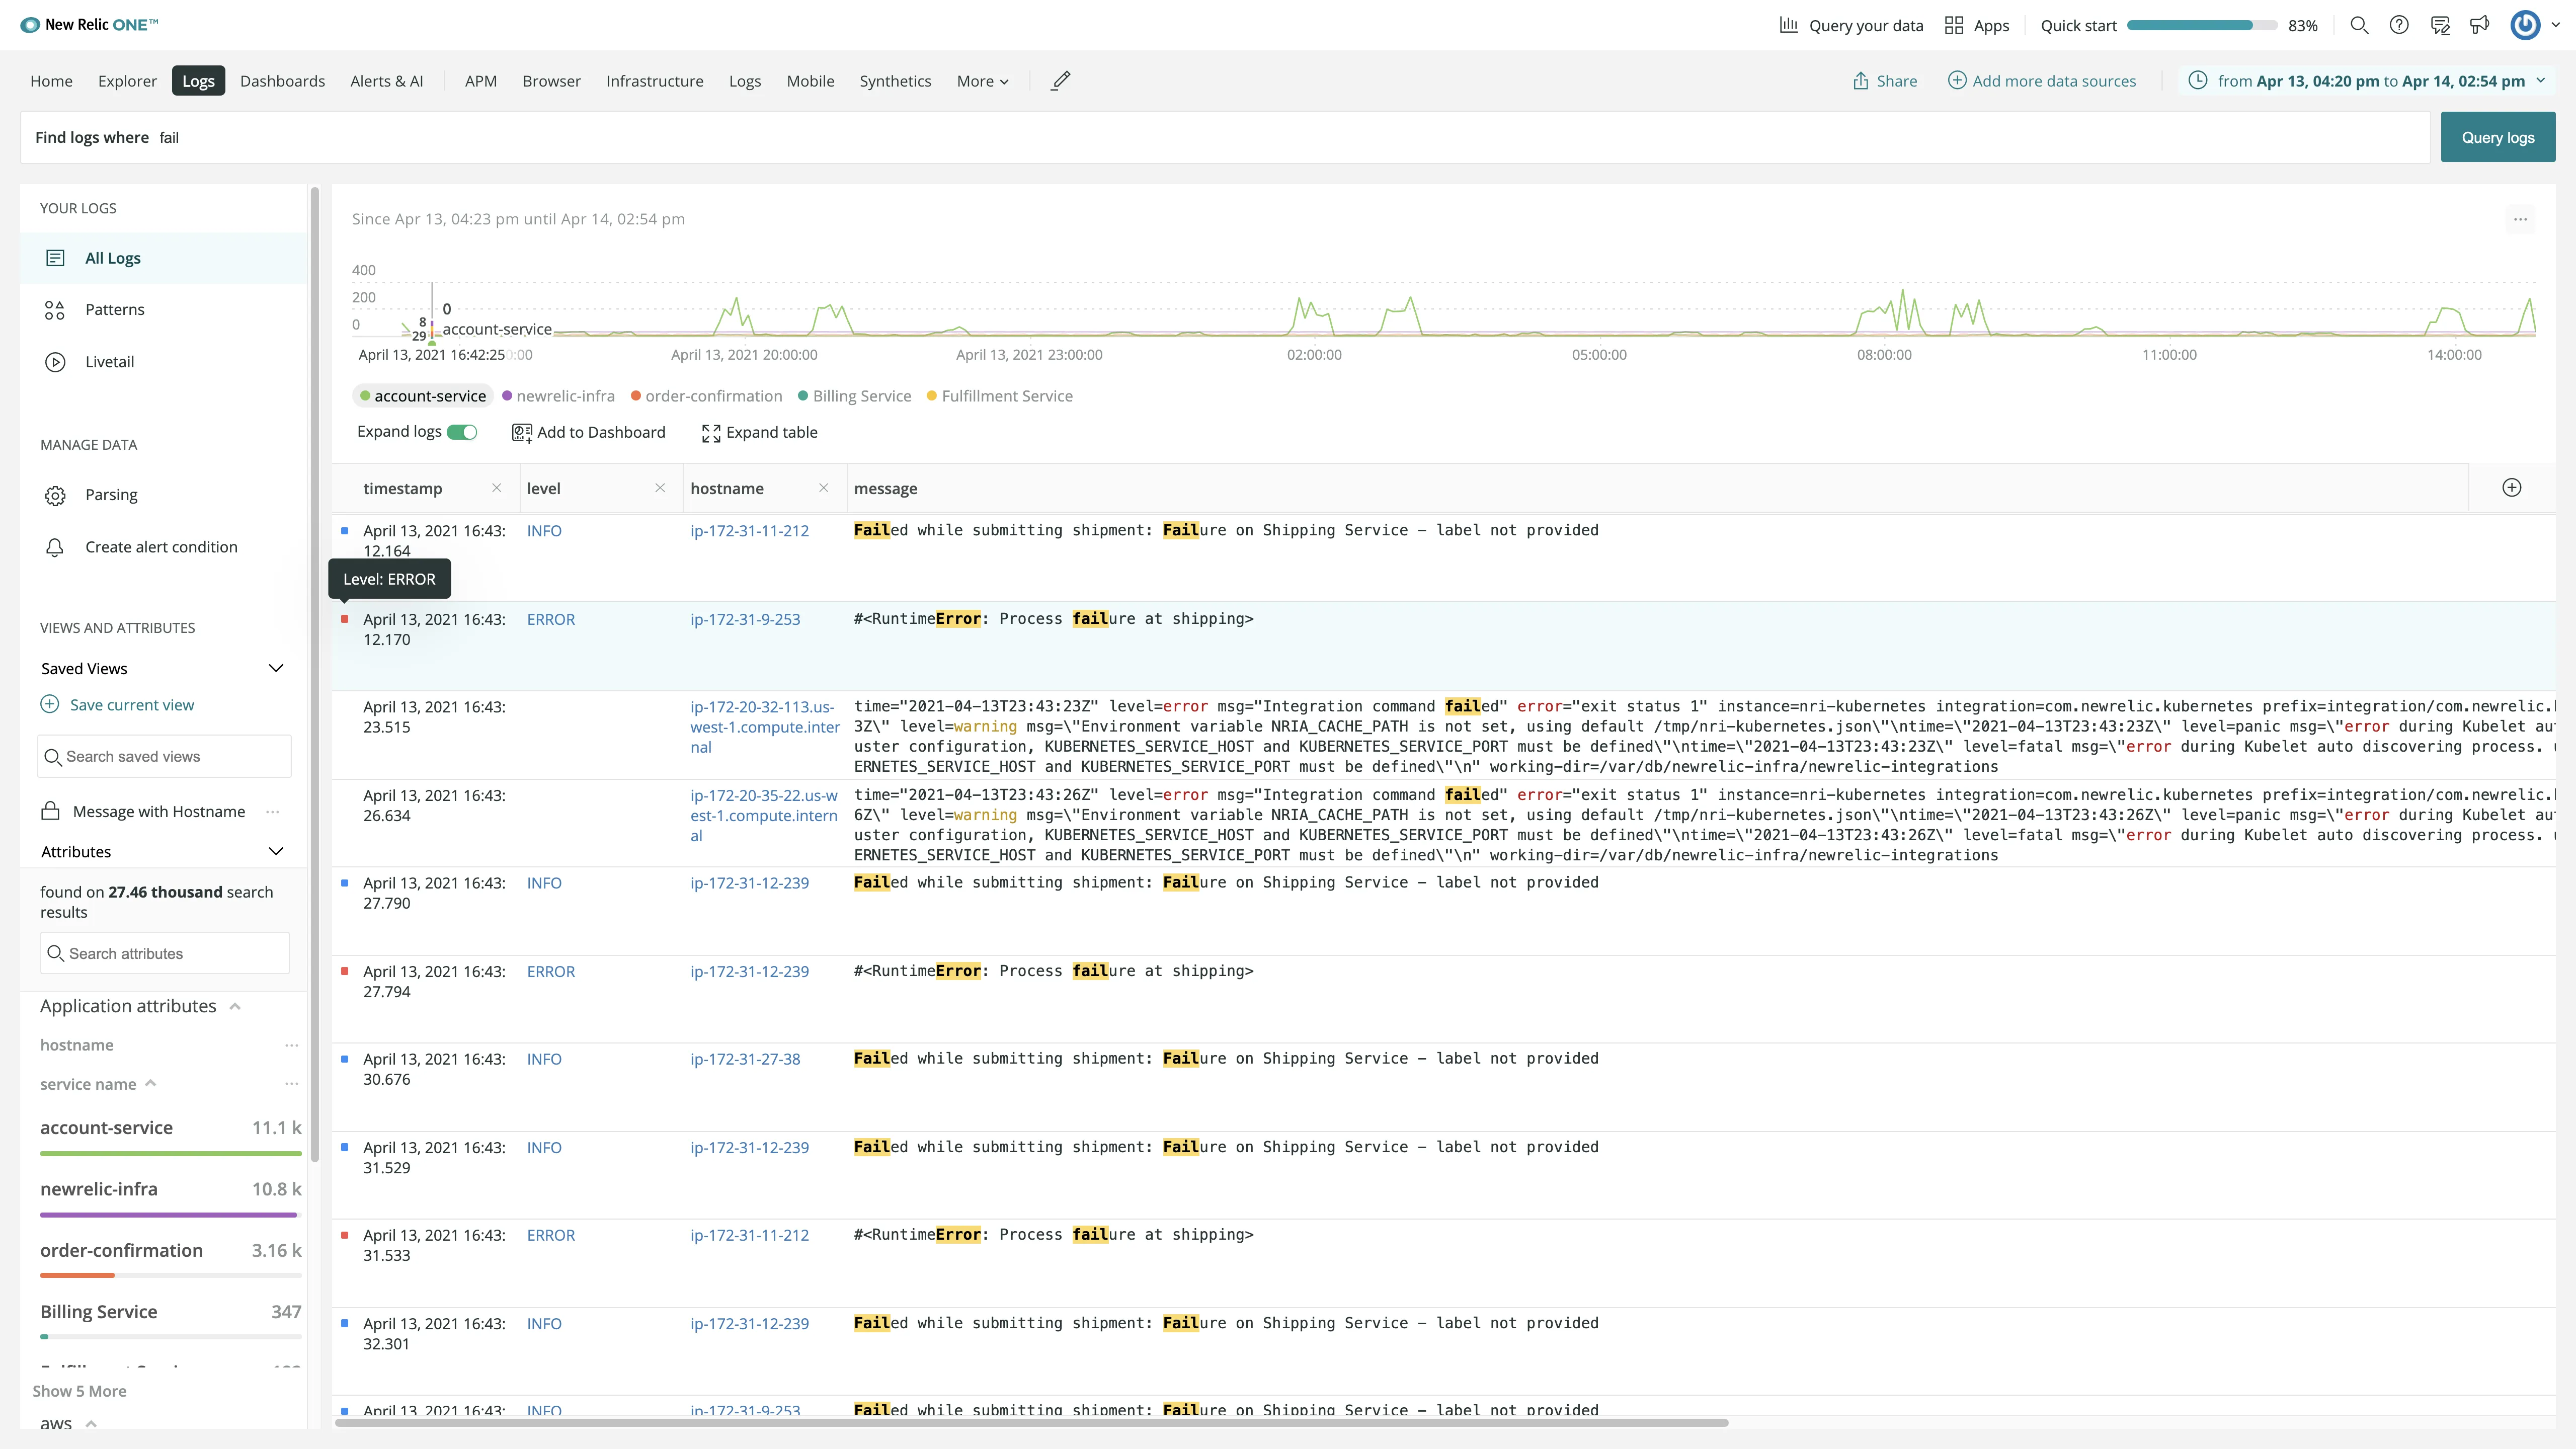 New Relic ONE™
Query your data Apps Quick start 83%
Home Explorer Logs Dashboards Alerts & AI APM Browser Infrastructure Logs Mobile Synthetics More Share Add more data sources from Apr 13, 04:20 pm to Apr 14, 02:54 pm
Find logs where fail
Query logs
YOUR LOGS
All Logs
Patterns
Livetail
MANAGE DATA
Parsing
Create alert condition
VIEWS AND ATTRIBUTES
Saved Views
Save current view
Search saved views
Message with Hostname
Attributes
found on 27.46 thousand search
results
Search attributes
Application attributes
hostname
service name
account-service 11.1 k
newrelic-infra 10.8 k
order-confirmation 3.16 k
Billing Service 347
Show 5 More
aws
Since Apr 13, 04:23 pm until Apr 14, 02:54 pm
400
200
0
0
8
29
account-service
April 13, 2021 16:42:25 0:00 April 13, 2021 20:00:00 April 13, 2021 23:00:00 02:00:00 05:00:00 08:00:00 11:00:00 14:00:00
account-service newrelic-infra order-confirmation Billing Service Fulfillment Service
Expand logs Add to Dashboard Expand table
timestamp level hostname message
April 13, 2021 16:43: INFO ip-172-31-11-212 Failed while submitting shipment: Failure on Shipping Service – label not provided
12.164
Level: ERROR
April 13, 2021 16:43: ERROR ip-172-31-9-253 #<RuntimeError: Process failure at shipping>
12.170
April 13, 2021 16:43: ip-172-20-32-113.us- time="2021-04-13T23:43:23Z" level=error msg="Integration command failed" error="exit status 1" instance=nri-kubernetes integration=com.newrelic.kubernetes prefix=integration/com.newrelic.
23.515 west-1.compute.inter 3Z\" level=warning msg=\"Environment variable NRIA_CACHE_PATH is not set, using default /tmp/nri-kubernetes.json\"\ntime=\"2021-04-13T23:43:23Z\" level=panic msg=\"error during Kubelet au
nal uster configuration, KUBERNETES_SERVICE_HOST and KUBERNETES_SERVICE_PORT must be defined\"\ntime=\"2021-04-13T23:43:23Z\" level=fatal msg=\"error during Kubelet auto discovering process.
ERNETES_SERVICE_HOST and KUBERNETES_SERVICE_PORT must be defined\"\n" working-dir=/var/db/newrelic-infra/newrelic-integrations
April 13, 2021 16:43: ip-172-20-35-22.us-w time="2021-04-13T23:43:26Z" level=error msg="Integration command failed" error="exit status 1" instance=nri-kubernetes integration=com.newrelic.kubernetes prefix=integration/com.newrelic.
26.634 est-1.compute.intern 6Z\" level=warning msg=\"Environment variable NRIA_CACHE_PATH is not set, using default /tmp/nri-kubernetes.json\"\ntime=\"2021-04-13T23:43:26Z\" level=panic msg=\"error during Kubelet au
al uster configuration, KUBERNETES_SERVICE_HOST and KUBERNETES_SERVICE_PORT must be defined\"\ntime=\"2021-04-13T23:43:26Z\" level=fatal msg=\"error during Kubelet auto discovering process.
ERNETES_SERVICE_HOST and KUBERNETES_SERVICE_PORT must be defined\"\n" working-dir=/var/db/newrelic-infra/newrelic-integrations
April 13, 2021 16:43: INFO ip-172-31-12-239 Failed while submitting shipment: Failure on Shipping Service – label not provided
27.790
April 13, 2021 16:43: ERROR ip-172-31-12-239 #<RuntimeError: Process failure at shipping>
27.794
April 13, 2021 16:43: INFO ip-172-31-27-38 Failed while submitting shipment: Failure on Shipping Service – label not provided
30.676
April 13, 2021 16:43: INFO ip-172-31-12-239 Failed while submitting shipment: Failure on Shipping Service – label not provided
31.529
April 13, 2021 16:43: ERROR ip-172-31-11-212 #<RuntimeError: Process failure at shipping>
31.533
April 13, 2021 16:43: INFO ip-172-31-12-239 Failed while submitting shipment: Failure on Shipping Service – label not provided
32.301
April 13, 2021 16:43: INFO ip-172-31-9-253 Failed while submitting shipment: Failure on Shipping Service – label not provided